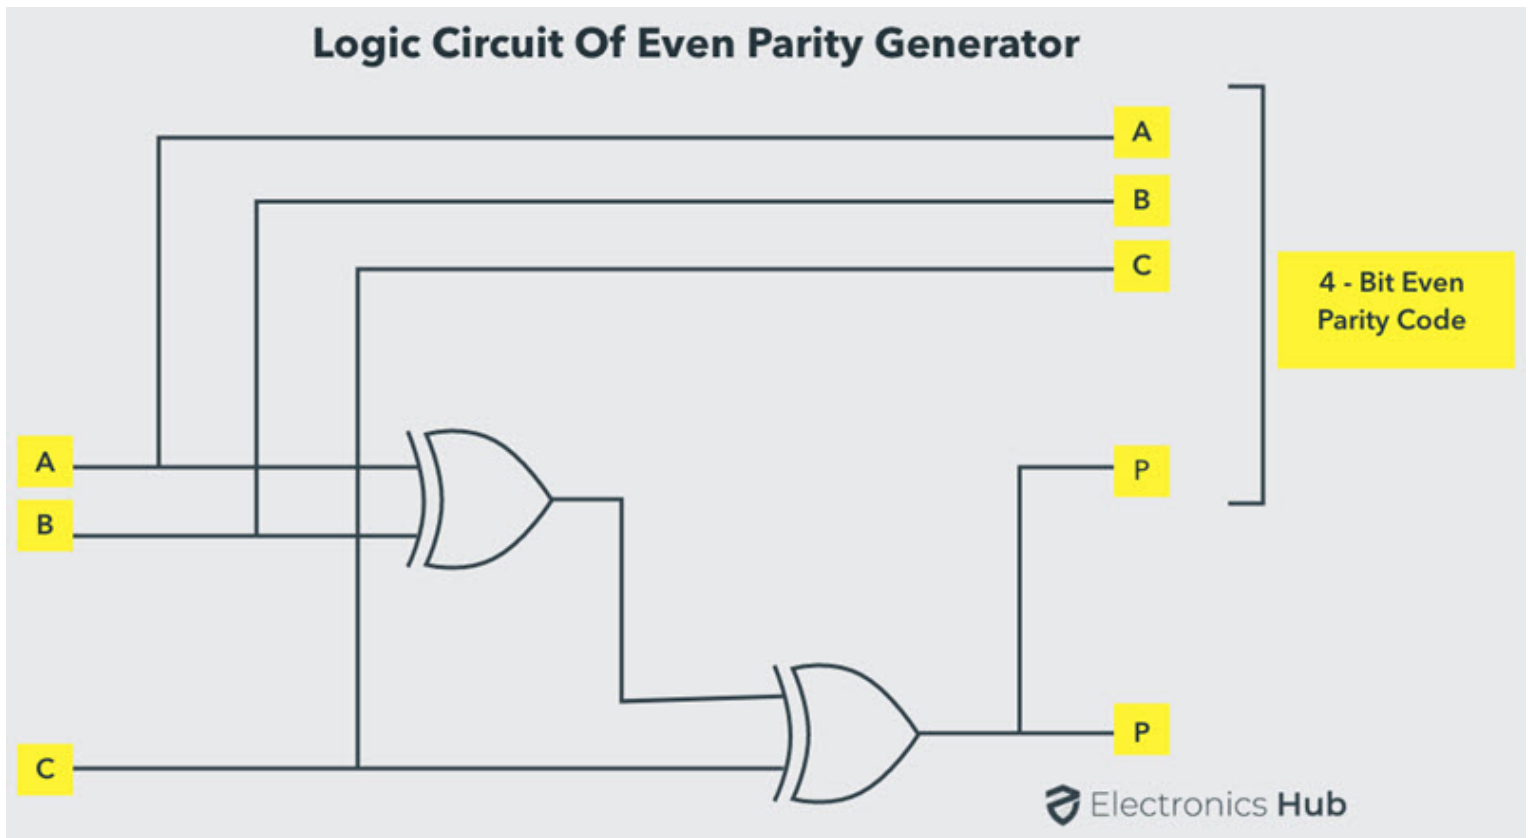 Logic Circuit Of Even Parity Generator
A
B
C
4 - Bit Even
Parity Code
A
B
P
C
P
Electronics Hub